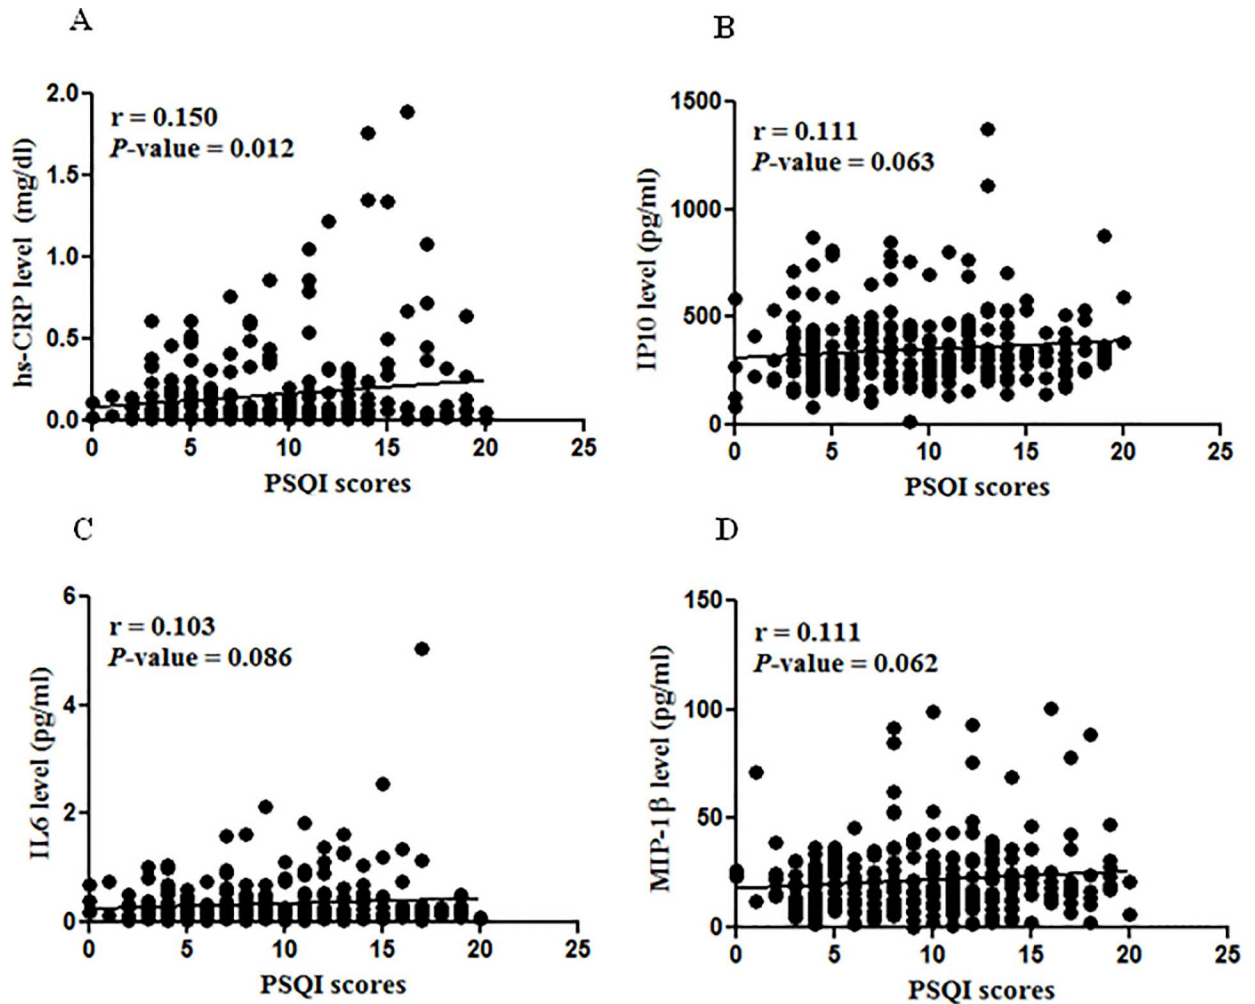 A
r = 0.150
P-value = 0.012
hs-CRP level (mg/dl)
2.0
1.5
1.0
0.5
0.0
0 5 10 15 20 25
PSQI scores
B
r = 0.111
P-value = 0.063
IP10 level (pg/ml)
1500
1000
500
0
0 5 10 15 20 25
PSQI scores
C
r = 0.103
P-value = 0.086
IL6 level (pg/ml)
6
4
2
0
0 5 10 15 20 25
PSQI scores
D
r = 0.111
P-value = 0.062
MIP-1β level (pg/ml)
150
100
50
0
0 5 10 15 20 25
PSQI scores